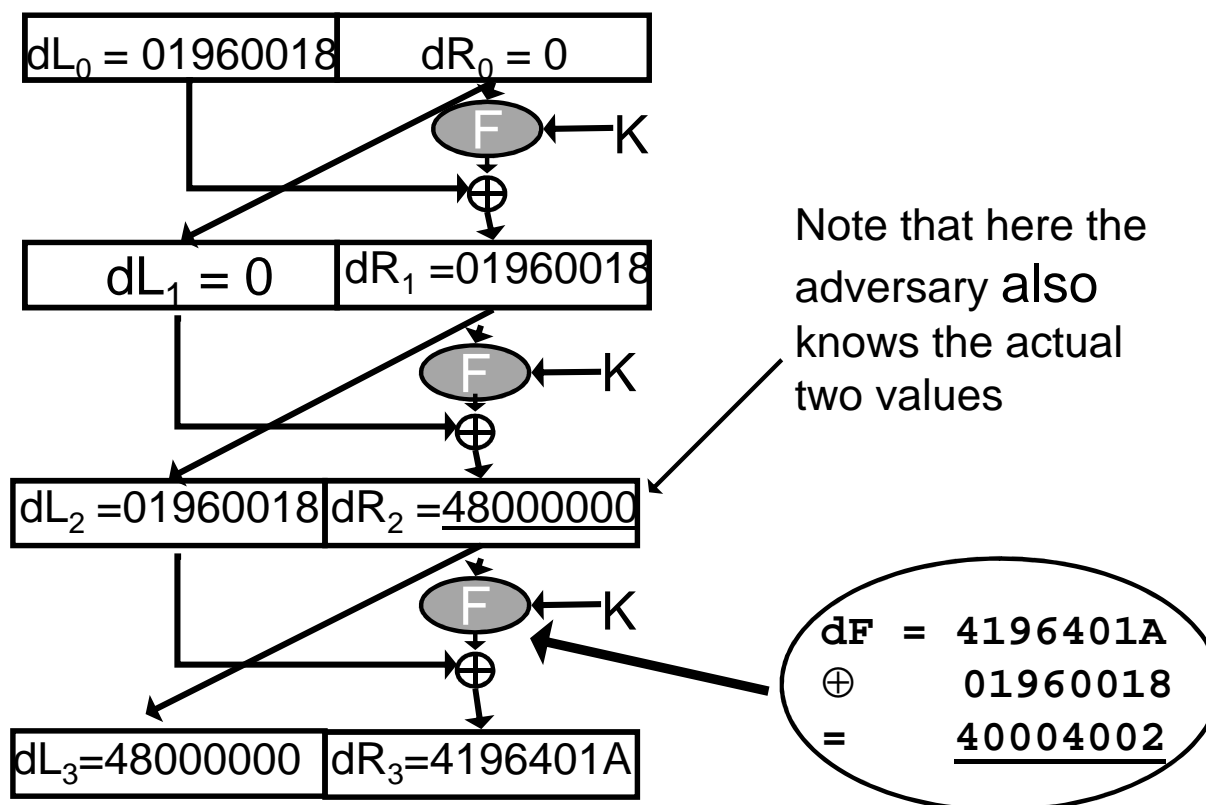 dL₀ = 01960018 dR₀ = 0
F K
⊕
dL₁ = 0 dR₁ =01960018
F K
⊕
Note that here the
adversary also
knows the actual
two values
dL₂ =01960018 dR₂ =48000000
F K
⊕
dL₃=48000000 dR₃=4196401A
dF = 4196401A
⊕ 01960018
= 40004002